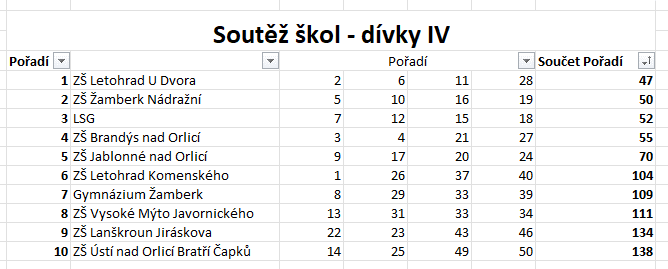 Soutěž škol - dívky IV
Pořadí Pořadí Součet Pořadí
1 ZŠ Letohrad U Dvora 2 6 11 28 47
2 ZŠ Žamberk Nádražní 5 10 16 19 50
3 LSG 7 12 15 18 52
4 ZŠ Brandýs nad Orlicí 3 4 21 27 55
5 ZŠ Jablonné nad Orlicí 9 17 20 24 70
6 ZŠ Letohrad Komenského 1 26 37 40 104
7 Gymnázium Žamberk 8 29 33 39 109
8 ZŠ Vysoké Mýto Javornického 13 31 33 34 111
9 ZŠ Lanškroun Jiráskova 22 23 43 46 134
10 ZŠ Ústí nad Orlicí Bratří Čapků 14 25 49 50 138